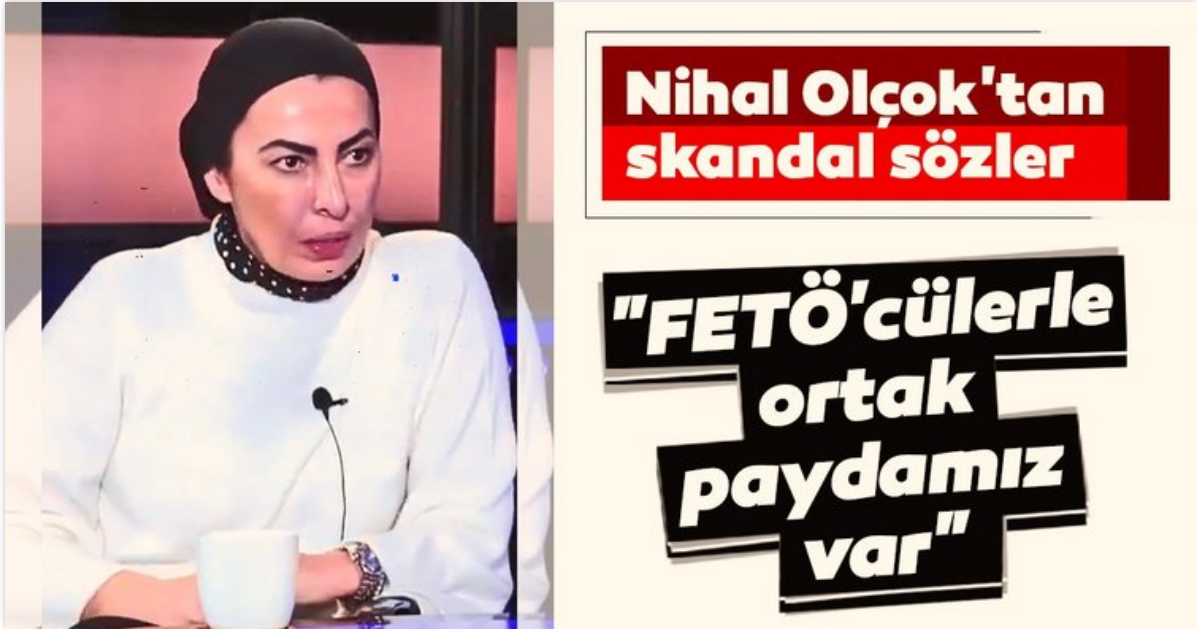 Nihal Olçok'tan
skandal sözler
"FETÖ'cülerle
ortak
paydamız
var"